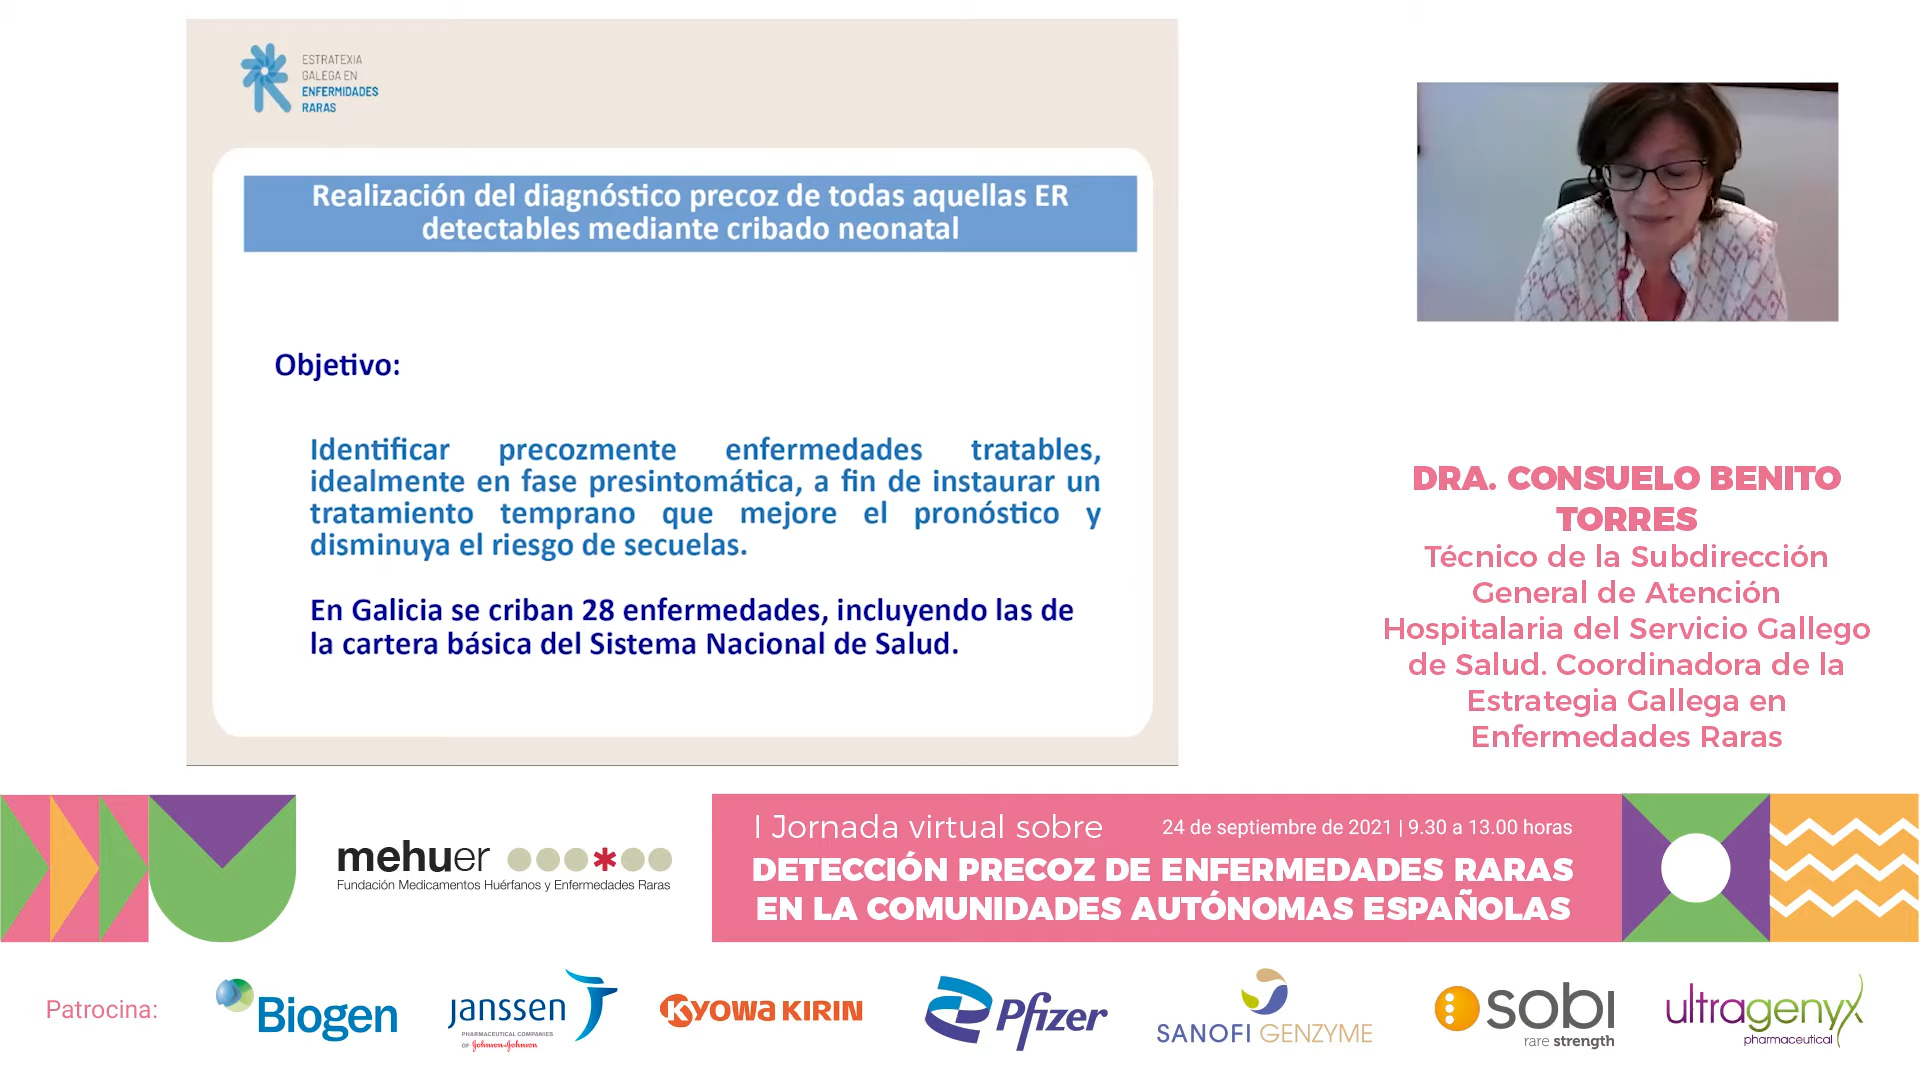 ESTRATEXIA
GALEGA EN
ENFERMIDADES
RARAS
Realización del diagnóstico precoz de todas aquellas ER
detectables mediante cribado neonatal
Objetivo:
Identificar precozmente enfermedades tratables,
idealmente en fase presintomática, a fin de instaurar un
tratamiento temprano que mejore el pronóstico y
disminuya el riesgo de secuelas.
En Galicia se criban 28 enfermedades, incluyendo las de
la cartera básica del Sistema Nacional de Salud.
DRA. CONSUELO BENITO
TORRES
Técnico de la Subdirección
General de Atención
Hospitalaria del Servicio Gallego
de Salud. Coordinadora de la
Estrategia Gallega en
Enfermedades Raras
mehuer
Fundación Medicamentos Huérfanos y Enfermedades Raras
I Jornada virtual sobre
24 de septiembre de 2021 | 9.30 a 13.00 horas
DETECCIÓN PRECOZ DE ENFERMEDADES RARAS
EN LA COMUNIDADES AUTÓNOMAS ESPAÑOLAS
Patrocina:
Biogen
janssen
PHARMACEUTICAL COMPANIES
OF Johnson & Johnson
KYOWA KIRIN
Pfizer
SANOFI GENZYME
sobi
rare strength
ultragenyx
pharmaceutical